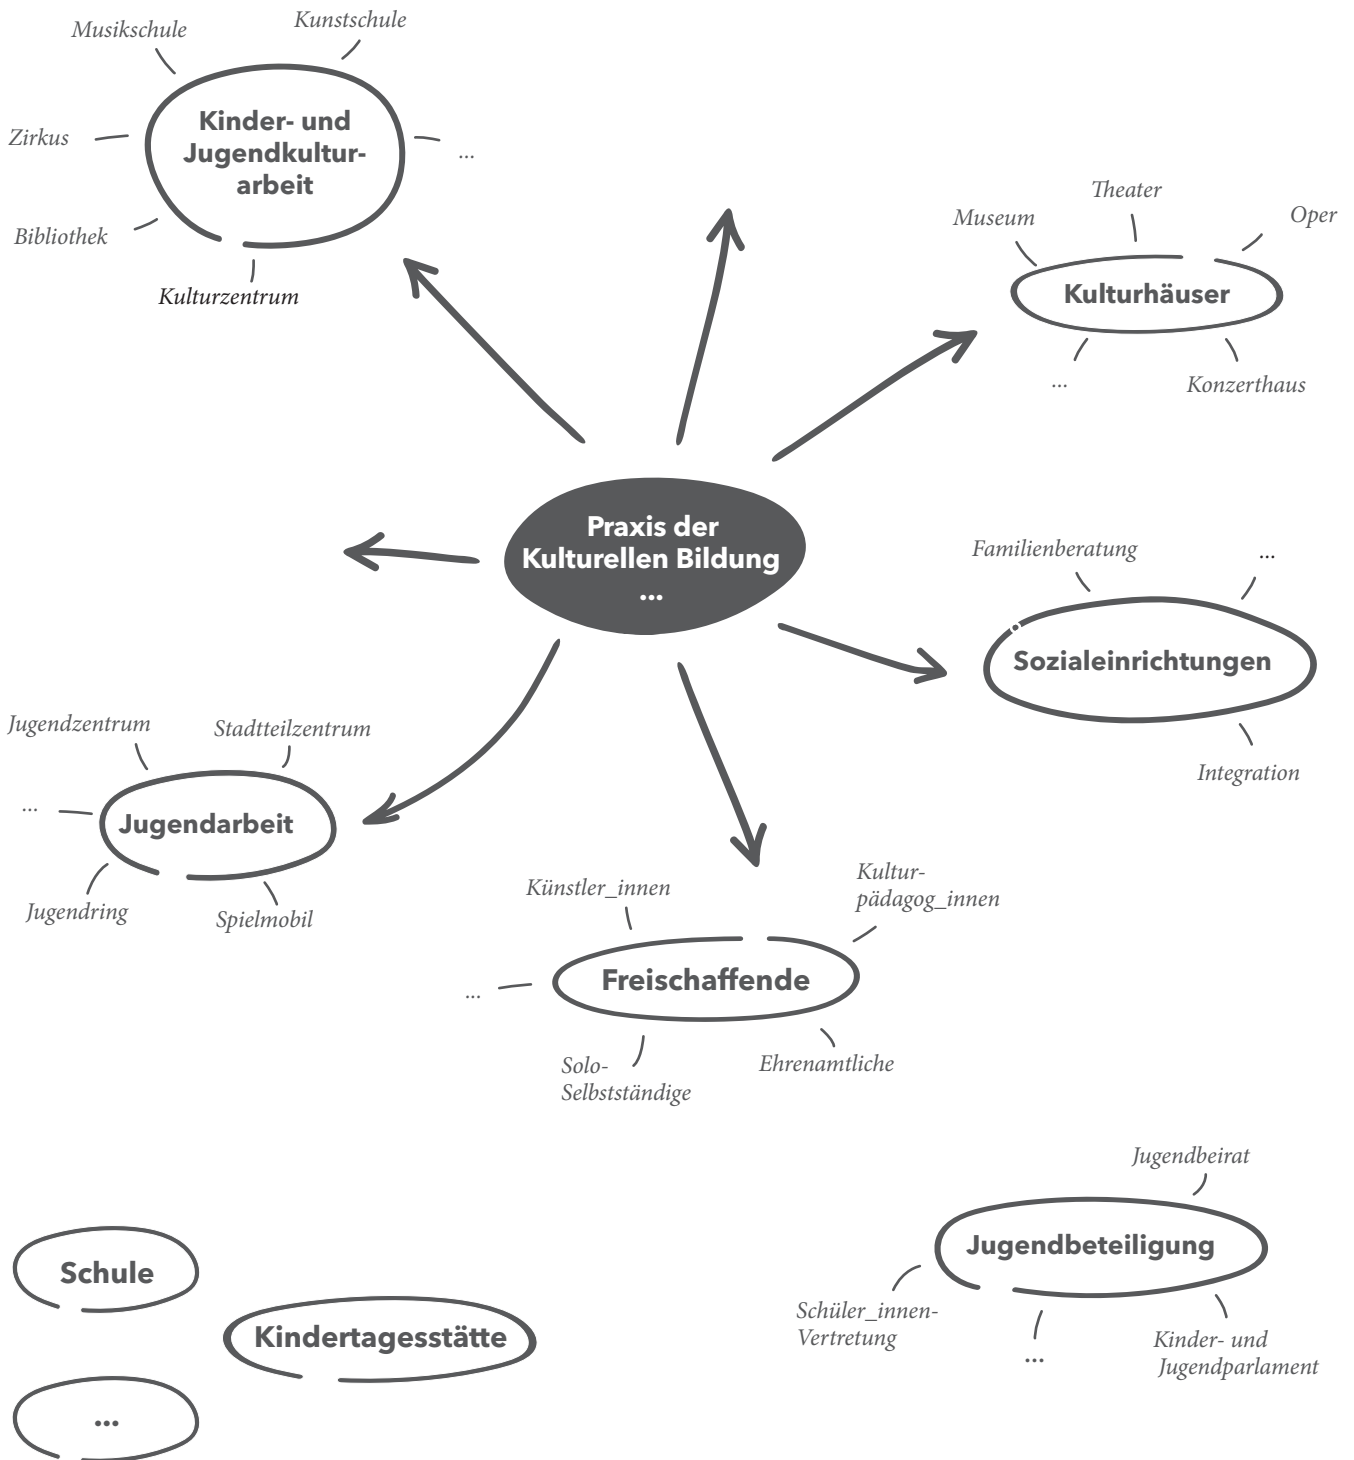 Kunstschule
Musikschule
Kinder- und
Jugendkultur-
arbeit
Zirkus
...
Bibliothek
Kulturzentrum
Theater
Museum
Oper
Kulturhäuser
...
Konzerthaus
Praxis der
Kulturellen Bildung
...
Familienberatung
...
Sozialeinrichtungen
Integration
Jugendzentrum
Stadtteilzentrum
...
Jugendarbeit
Jugendring
Spielmobil
Künstler_innen
Kultur-
pädagog_innen
Freischaffende
...
Solo-
Selbstständige
Ehrenamtliche
Jugendbeirat
Jugendbeteiligung
Schüler_innen-
Vertretung
...
Kinder- und
Jugendparlament
Schule
Kindertagesstätte
...